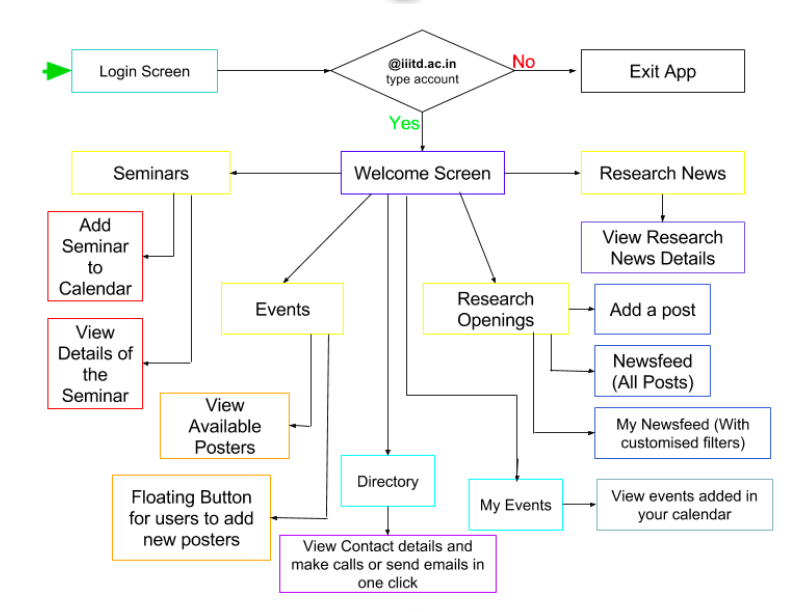 Login Screen
@iiitd.ac.in
type account
No
Exit App
Yes
Seminars
Welcome Screen
Research News
Add
Seminar
to
Calendar
View Research
News Details
Events
Research
Openings
Add a post
View
Details of
the
Seminar
Newsfeed
(All Posts)
View
Available
Posters
My Newsfeed (With
customised filters)
Directory
Floating Button
for users to add
new posters
My Events
View events added in
your calendar
View Contact details and
make calls or send emails in
one click